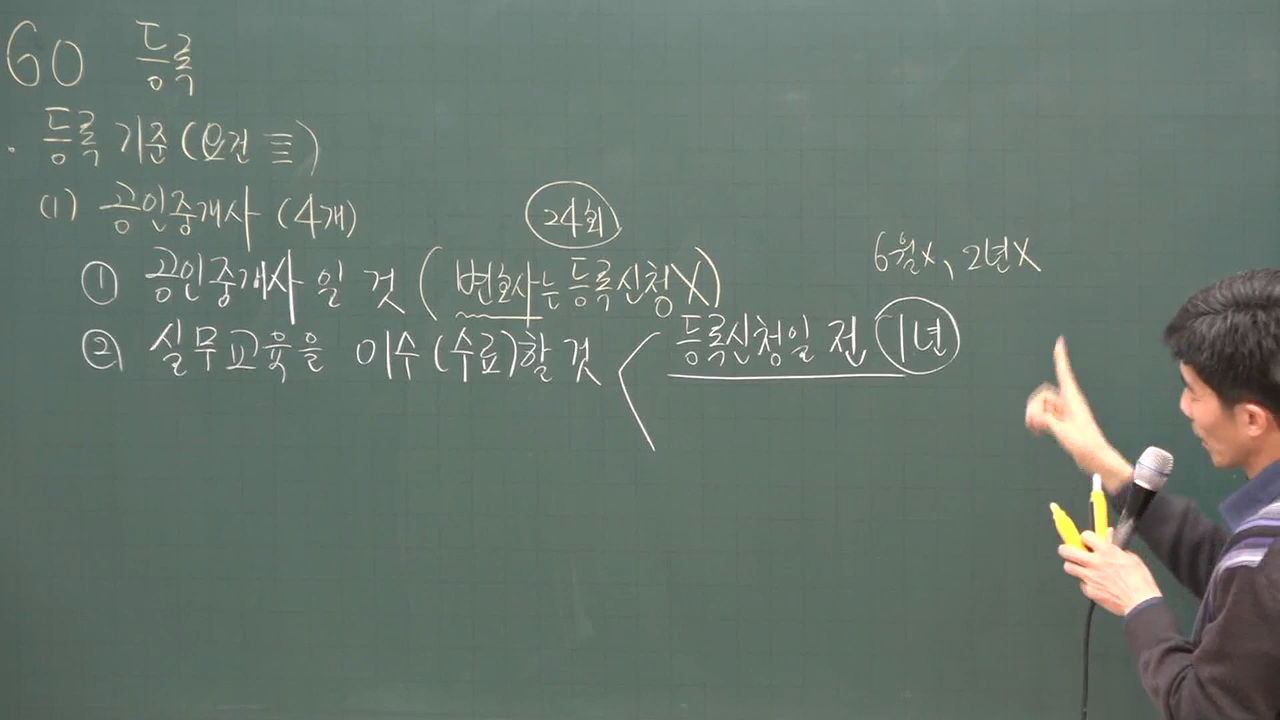 60 등록
· 등록 기준(요건 三)
(1) 공인중개사 (4개)
24회
① 공인중개사 일 것 (변호사는 등록신청X)
6월x, 2년X
② 실무교육을 이수(수료)할 것 등록신청일 전 1년